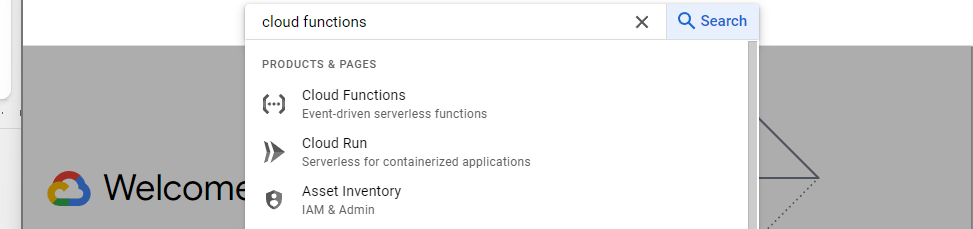 cloud functions
Search
PRODUCTS & PAGES
Cloud Functions
Event-driven serverless functions
Cloud Run
Serverless for containerized applications
Asset Inventory
IAM & Admin
Welcome